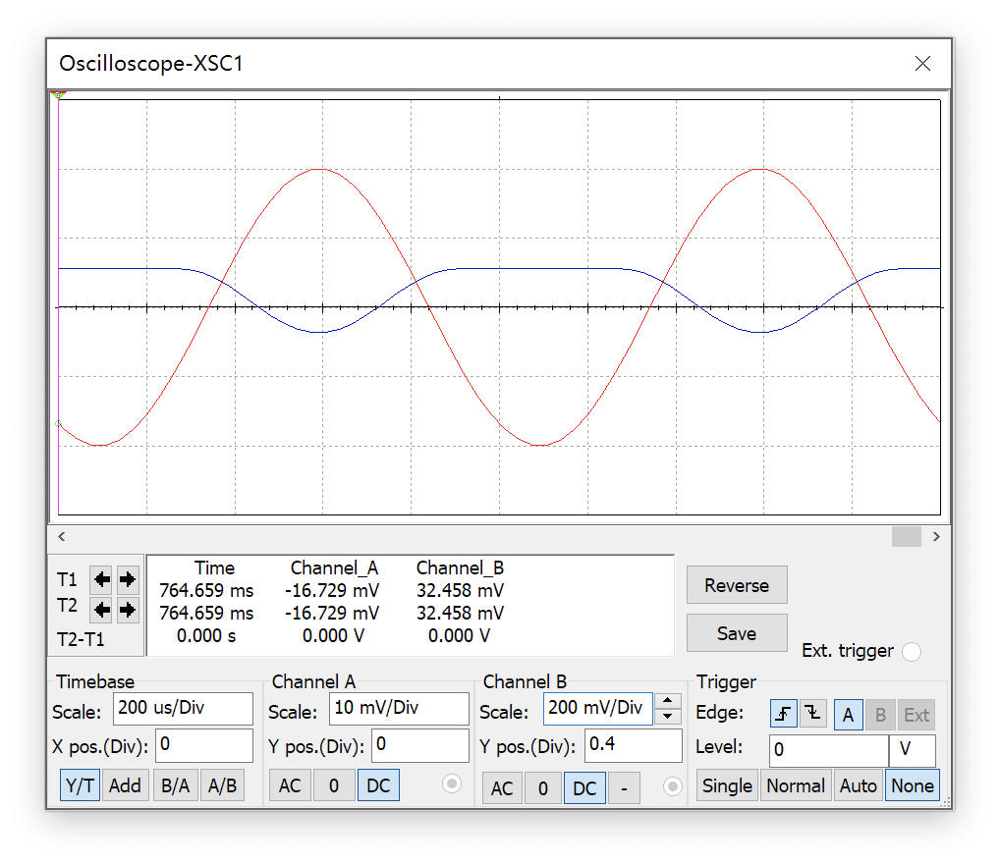 Oscilloscope-XSC1
Time Channel_A Channel_B
T1 764.659 ms -16.729 mV 32.458 mV
T2 764.659 ms -16.729 mV 32.458 mV
T2-T1 0.000 s 0.000 V 0.000 V
Reverse
Save
Ext. trigger
Timebase
Scale: 200 us/Div
X pos.(Div): 0
Y/T Add B/A A/B
Channel A
Scale: 10 mV/Div
Y pos.(Div): 0
AC 0 DC
Channel B
Scale: 200 mV/Div
Y pos.(Div): 0.4
AC 0 DC -
Trigger
Edge: A B Ext
Level: 0 V
Single Normal Auto None